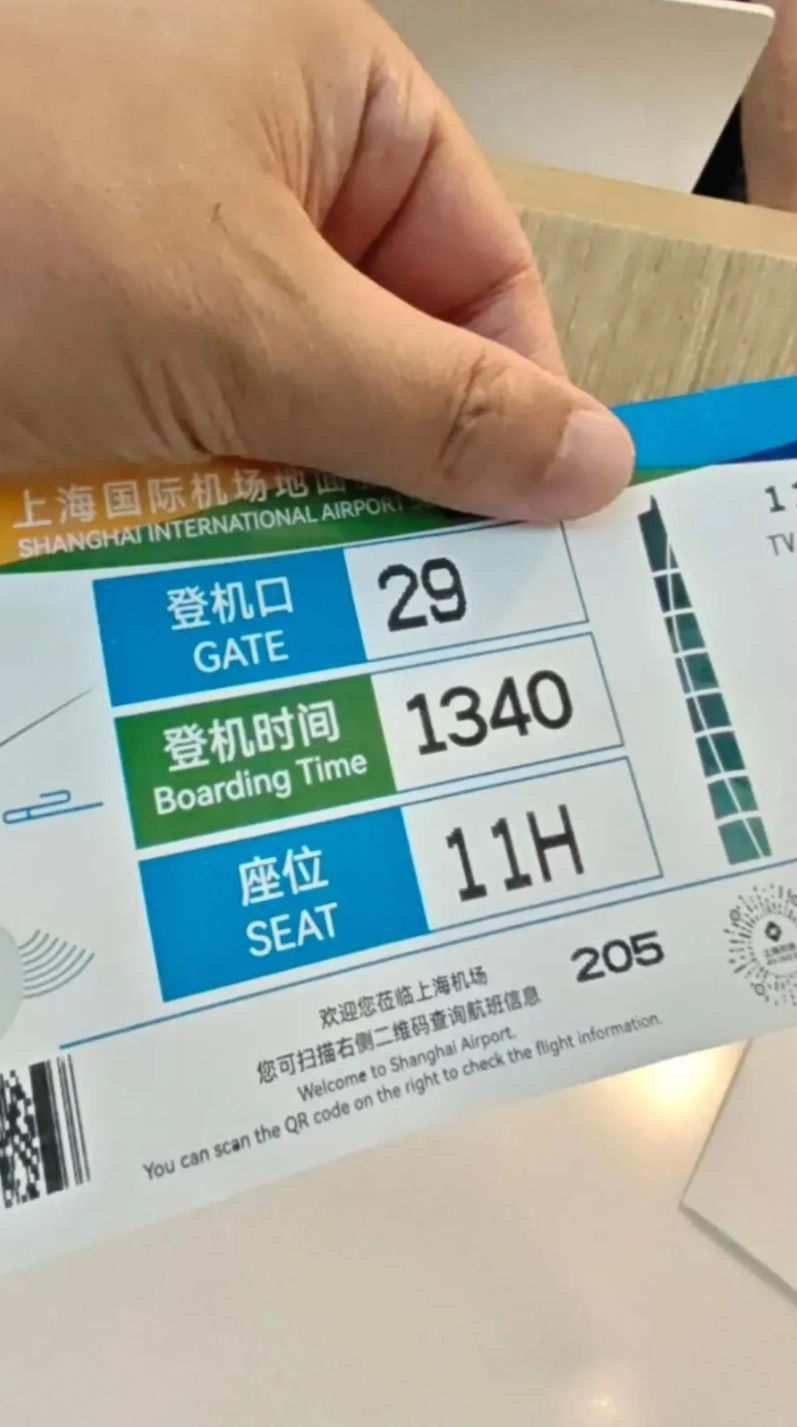 上海国际机场地面
SHANGHAI INTERNATIONAL AIRPORT
登机口
GATE
29
登机时间
Boarding Time
1340
座位
SEAT
11H
205
欢迎您莅临上海机场
您可扫描右侧二维码查询航班信息
Welcome to Shanghai Airport.
You can scan the QR code on the right to check the flight information.
TV